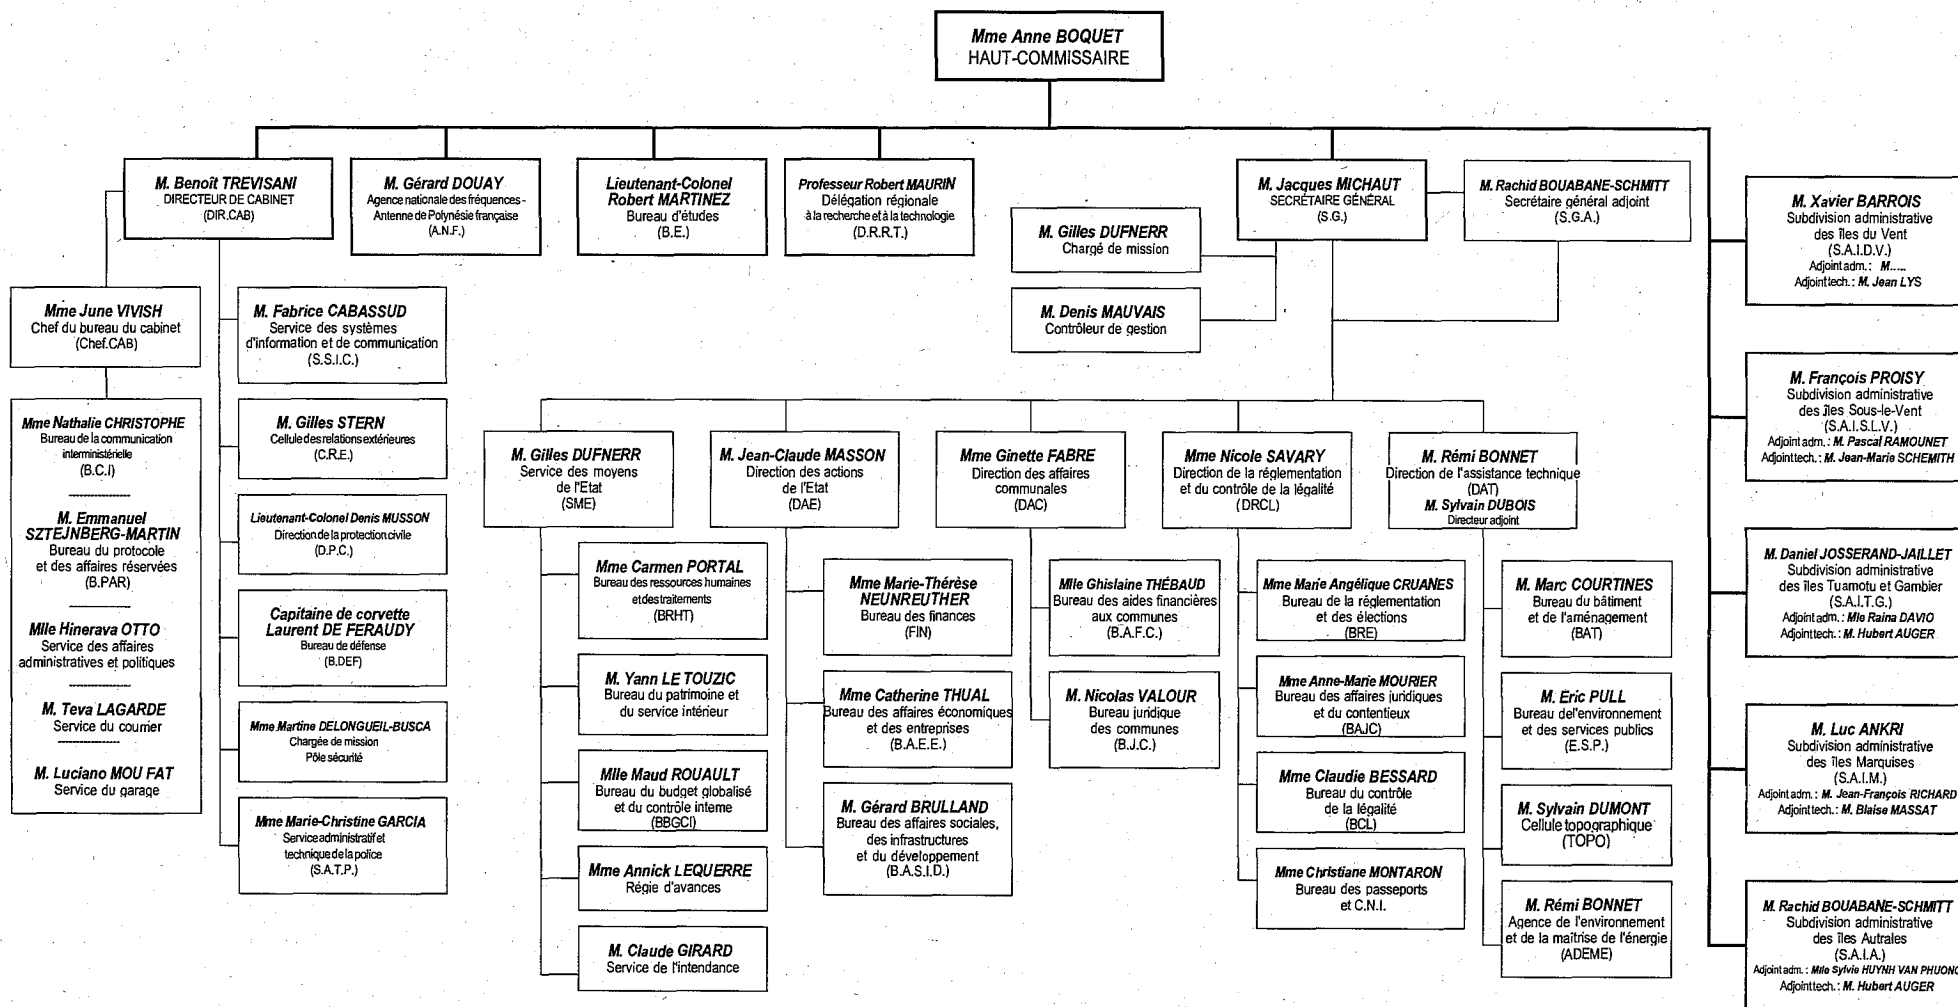 Mme Anne BOQUET
HAUT-COMMISSAIRE
M. Benoît TREVISANI
DIRECTEUR DE CABINET
(DIR.CAB)
M. Gérard DOUAY
Agence nationale des fréquences -
Antenne de Polynésie française
(A.N.F.)
Lieutenant-Colonel
Robert MARTINEZ
Bureau d'études
(B.E.)
Professeur Robert MAURIN
Délégation régionale
à la recherche et à la technologie
(D.R.R.T.)
M. Jacques MICHAUT
SECRÉTAIRE GÉNÉRAL
(S.G.)
M. Rachid BOUABANE-SCHMITT
Secrétaire général adjoint
(S.G.A.)
M. Gilles DUFNERR
Chargé de mission
M. Denis MAUVAIS
Contrôleur de gestion
Mme June VIVISH
Chef du bureau du cabinet
(Chef.CAB)
Mme Nathalie CHRISTOPHE
Bureau de la communication
interministérielle
(B.C.I)
M. Emmanuel
SZTEJNBERG-MARTIN
Bureau du protocole
et des affaires réservées
(B.PAR)
Mlle Hinerava OTTO
Service des affaires
administratives et politiques
M. Teva LAGARDE
Service du courrier
M. Luciano MOU FAT
Service du garage
M. Fabrice CABASSUD
Service des systèmes
d'information et de communication
(S.S.I.C.)
M. Gilles STERN
Cellule des relations extérieures
(C.R.E.)
Lieutenant-Colonel Denis MUSSON
Direction de la protection civile
(D.P.C.)
Capitaine de corvette
Laurent DE FERAUDY
Bureau de défense
(B.DEF)
Mme Martine DELONGUEIL-BUSCA
Chargée de mission
Pôle sécurité
Mme Marie-Christine GARCIA
Service administratif et
technique de la police
(S.A.T.P.)
M. Gilles DUFNERR
Service des moyens
de l'Etat
(SME)
Mme Carmen PORTAL
Bureau des ressources humaines
et des traitements
(BRHT)
M. Yann LE TOUZIC
Bureau du patrimoine et
du service intérieur
Mlle Maud ROUAULT
Bureau du budget globalisé
et du contrôle interne
(BBGCI)
Mme Annick LEQUERRE
Régie d'avances
M. Claude GIRARD
Service de l'intendance
M. Jean-Claude MASSON
Direction des actions
de l'Etat
(DAE)
Mme Marie-Thérèse
NEUNREUTHER
Bureau des finances
(FIN)
Mme Catherine THUAL
Bureau des affaires économiques
et des entreprises
(B.A.E.E.)
M. Gérard BRULLAND
Bureau des affaires sociales,
des infrastructures
et du développement
(B.A.S.I.D.)
Mme Ginette FABRE
Direction des affaires
communales
(DAC)
Mlle Ghislaine THÉBAUD
Bureau des aides financières
aux communes
(B.A.F.C.)
M. Nicolas VALOUR
Bureau juridique
des communes
(B.J.C.)
Mme Nicole SAVARY
Direction de la réglementation
et du contrôle de la légalité
(DRCL)
Mme Marie Angélique CRUANES
Bureau de la réglementation
et des élections
(BRE)
Mme Anne-Marie MOURIER
Bureau des affaires juridiques
et du contentieux
(BAJC)
Mme Claudie BESSARD
Bureau du contrôle
de la légalité
(BCL)
Mme Christiane MONTARON
Bureau des passeports
et C.N.I.
M. Rémi BONNET
Direction de l'assistance technique
(DAT)
M. Sylvain DUBOIS
Directeur adjoint
M. Marc COURTINES
Bureau du bâtiment
et de l'aménagement
(BAT)
M. Eric PULL
Bureau de l'environnement
et des services publics
(E.S.P.)
M. Sylvain DUMONT
Cellule topographique
(TOPO)
M. Rémi BONNET
Agence de l'environnement
et de la maîtrise de l'énergie
(ADEME)
M. Xavier BARROIS
Subdivision administrative
des îles du Vent
(S.A.I.D.V.)
Adjoint adm. : M.....
Adjoint tech. : M. Jean LYS
M. François PROISY
Subdivision administrative
des îles Sous-le-Vent
(S.A.I.S.L.V.)
Adjoint adm. : M. Pascal RAMOUNET
Adjoint tech. : M. Jean-Marie SCHEMITH
M. Daniel JOSSERAND-JAILLET
Subdivision administrative
des îles Tuamotu et Gambier
(S.A.I.T.G.)
Adjoint adm. : Mle Raina DAVIO
Adjoint tech. : M. Hubert AUGER
M. Luc ANKRI
Subdivision administrative
des îles Marquises
(S.A.I.M.)
Adjoint adm. : M. Jean-François RICHARD
Adjoint tech. : M. Blaise MASSAT
M. Rachid BOUABANE-SCHMITT
Subdivision administrative
des îles Autrales
(S.A.I.A.)
Adjoint adm. : Mlle Sylvie HUYNH VAN PHUONG
Adjoint tech. : M. Hubert AUGER